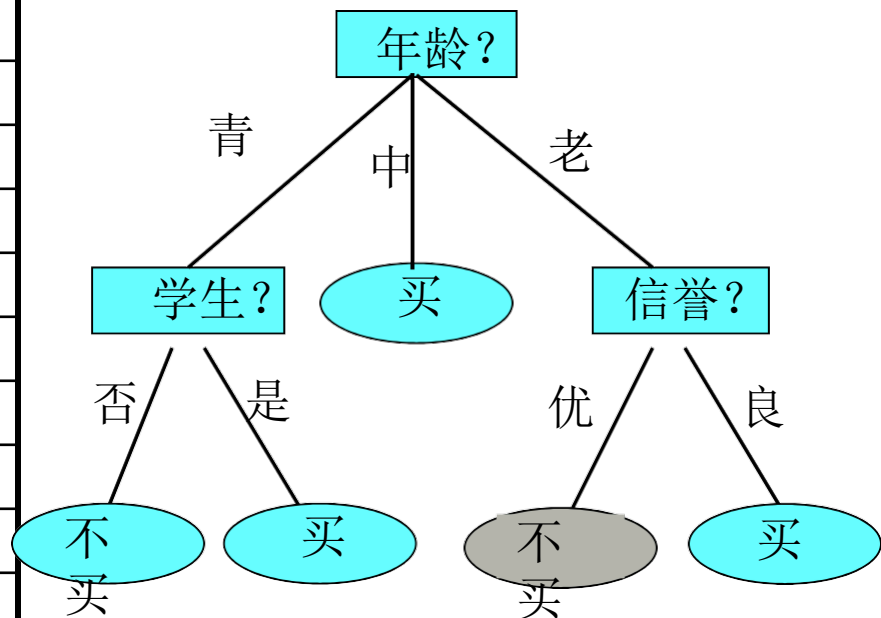 年龄？
青
中
老
学生？
买
信誉？
否
是
优
良
不
买
买
不
买
买